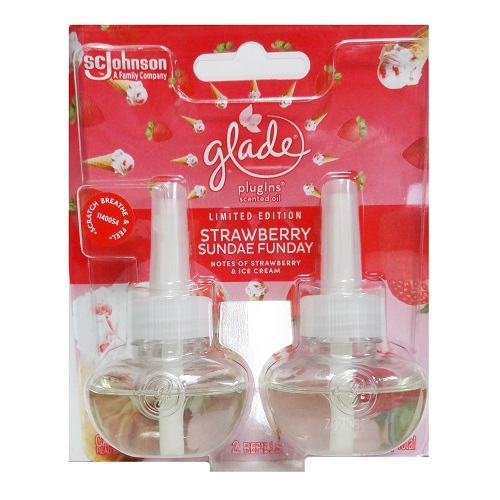 SC Johnson
A Family Company
glade
plugIns®
scented oil
LIMITED EDITION
STRAWBERRY
SUNDAE FUNDAY
NOTES OF STRAWBERRY
& ICE CREAM
SCRATCH BREATHE & FEEL
1140054
2 REFILLS